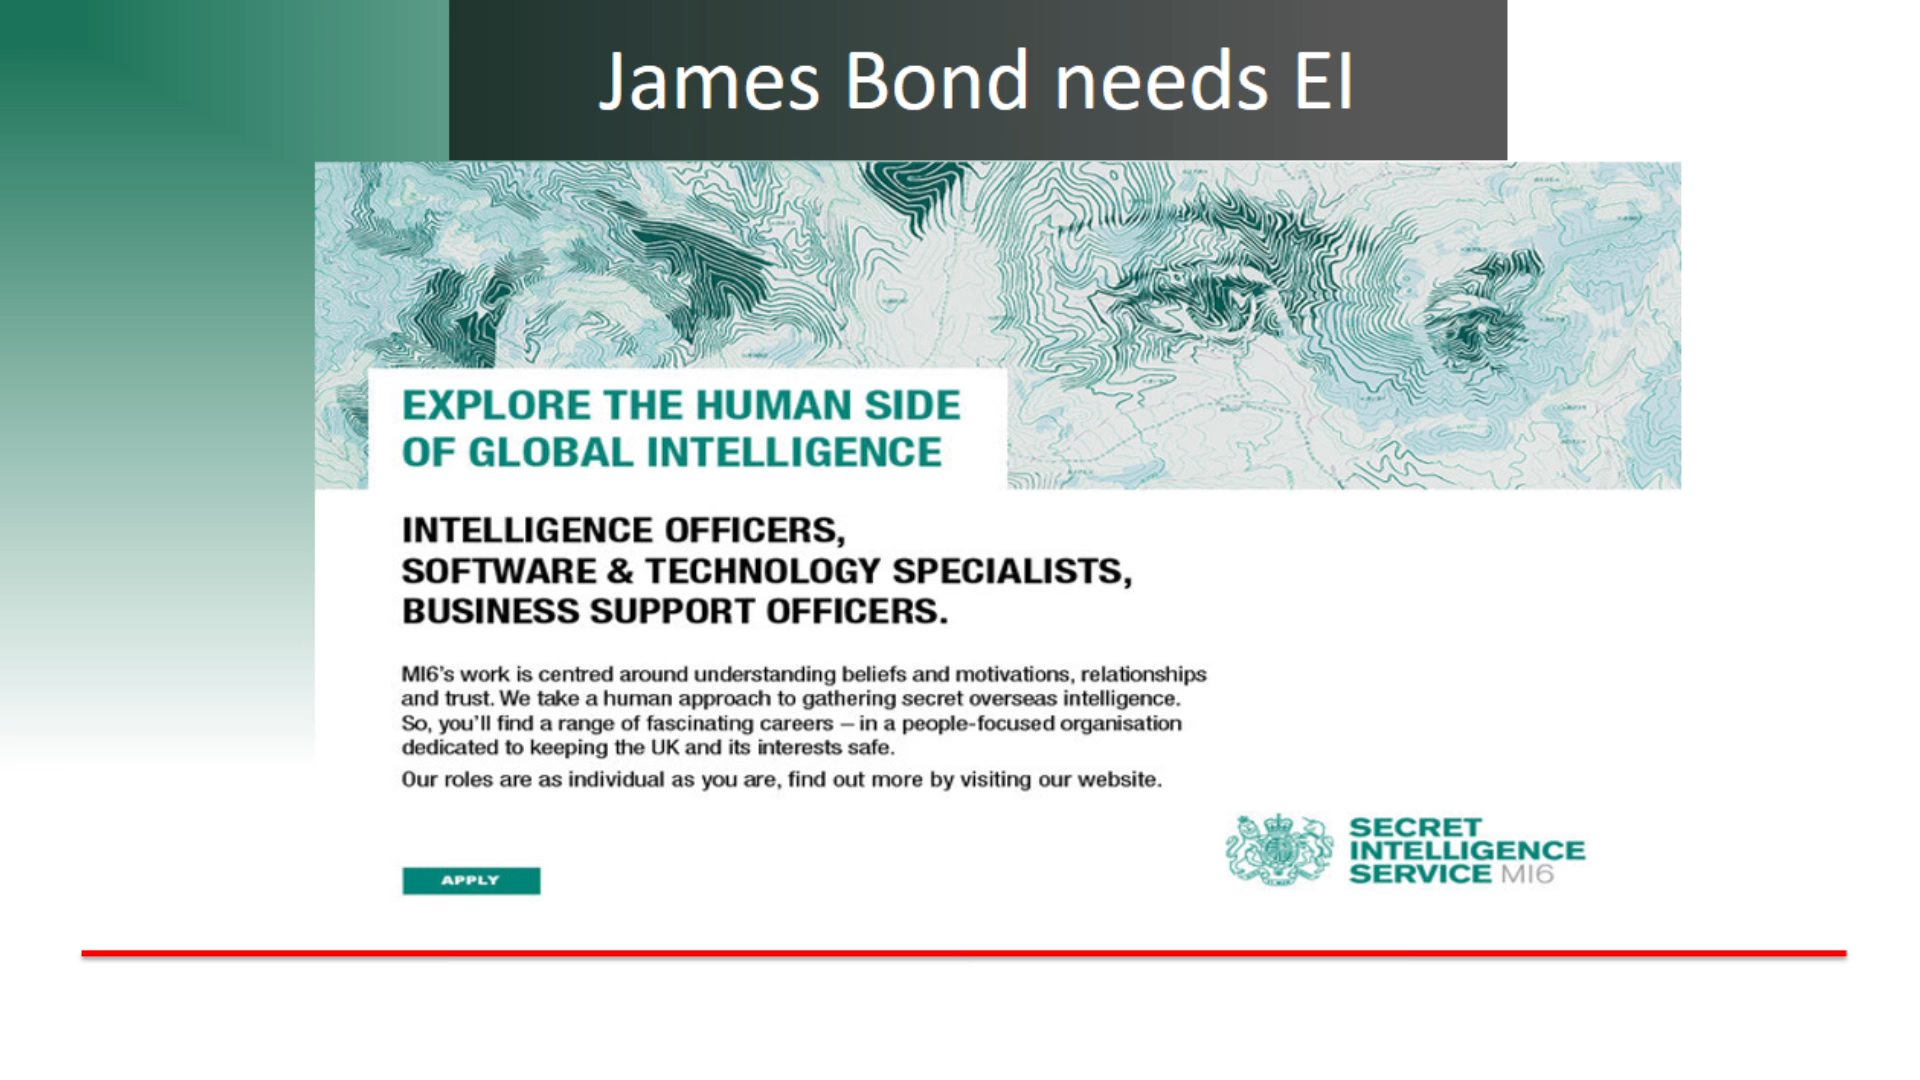 James Bond needs EI
EXPLORE THE HUMAN SIDE
OF GLOBAL INTELLIGENCE
INTELLIGENCE OFFICERS,
SOFTWARE & TECHNOLOGY SPECIALISTS,
BUSINESS SUPPORT OFFICERS.
MI6’s work is centred around understanding beliefs and motivations, relationships
and trust. We take a human approach to gathering secret overseas intelligence.
So, you’ll find a range of fascinating careers – in a people-focused organisation
dedicated to keeping the UK and its interests safe.
Our roles are as individual as you are, find out more by visiting our website.
APPLY
SECRET
INTELLIGENCE
SERVICE MI6